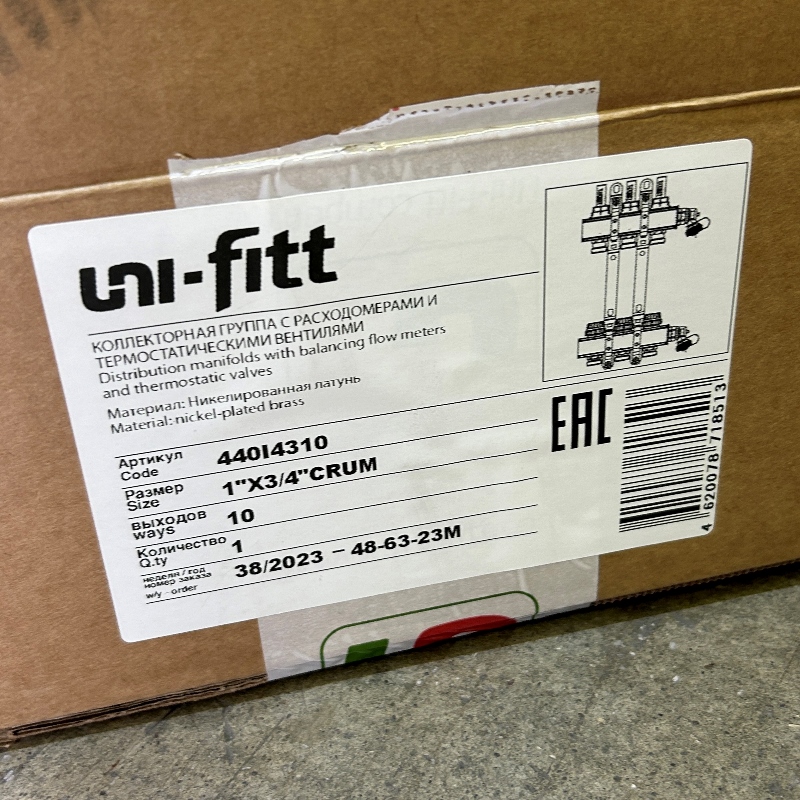 uni-fitt
КОЛЛЕКТОРНАЯ ГРУППА С РАСХОДОМЕРАМИ И
ТЕРМОСТАТИЧЕСКИМИ ВЕНТИЛЯМИ
Distribution manifolds with balancing flow meters
and thermostatic valves
Материал: Никелированная латунь
Material: nickel-plated brass
Артикул
Code
440I4310
Размер
Size
1"X3/4"CRUM
выходов
ways
10
Количество
Q.ty
1
неделя / год
номер заказа
w/y - order
38/2023 - 48-63-23M
EAC
4 620078 718513